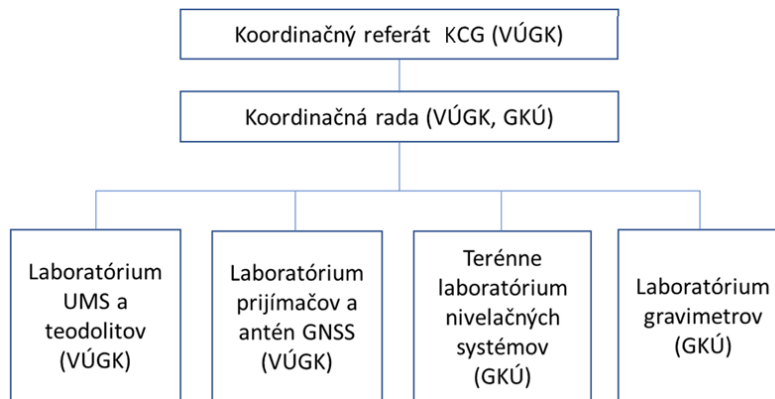 Koordinačný referát KCG (VÚGK)
Koordinačná rada (VÚGK, GKÚ)
Laboratórium
UMS a
teodolitov
(VÚGK)
Laboratórium
prijímačov a
antén GNSS
(VÚGK)
Terénne
laboratórium
nivelačných
systémov
(GKÚ)
Laboratórium
gravimetrov
(GKÚ)